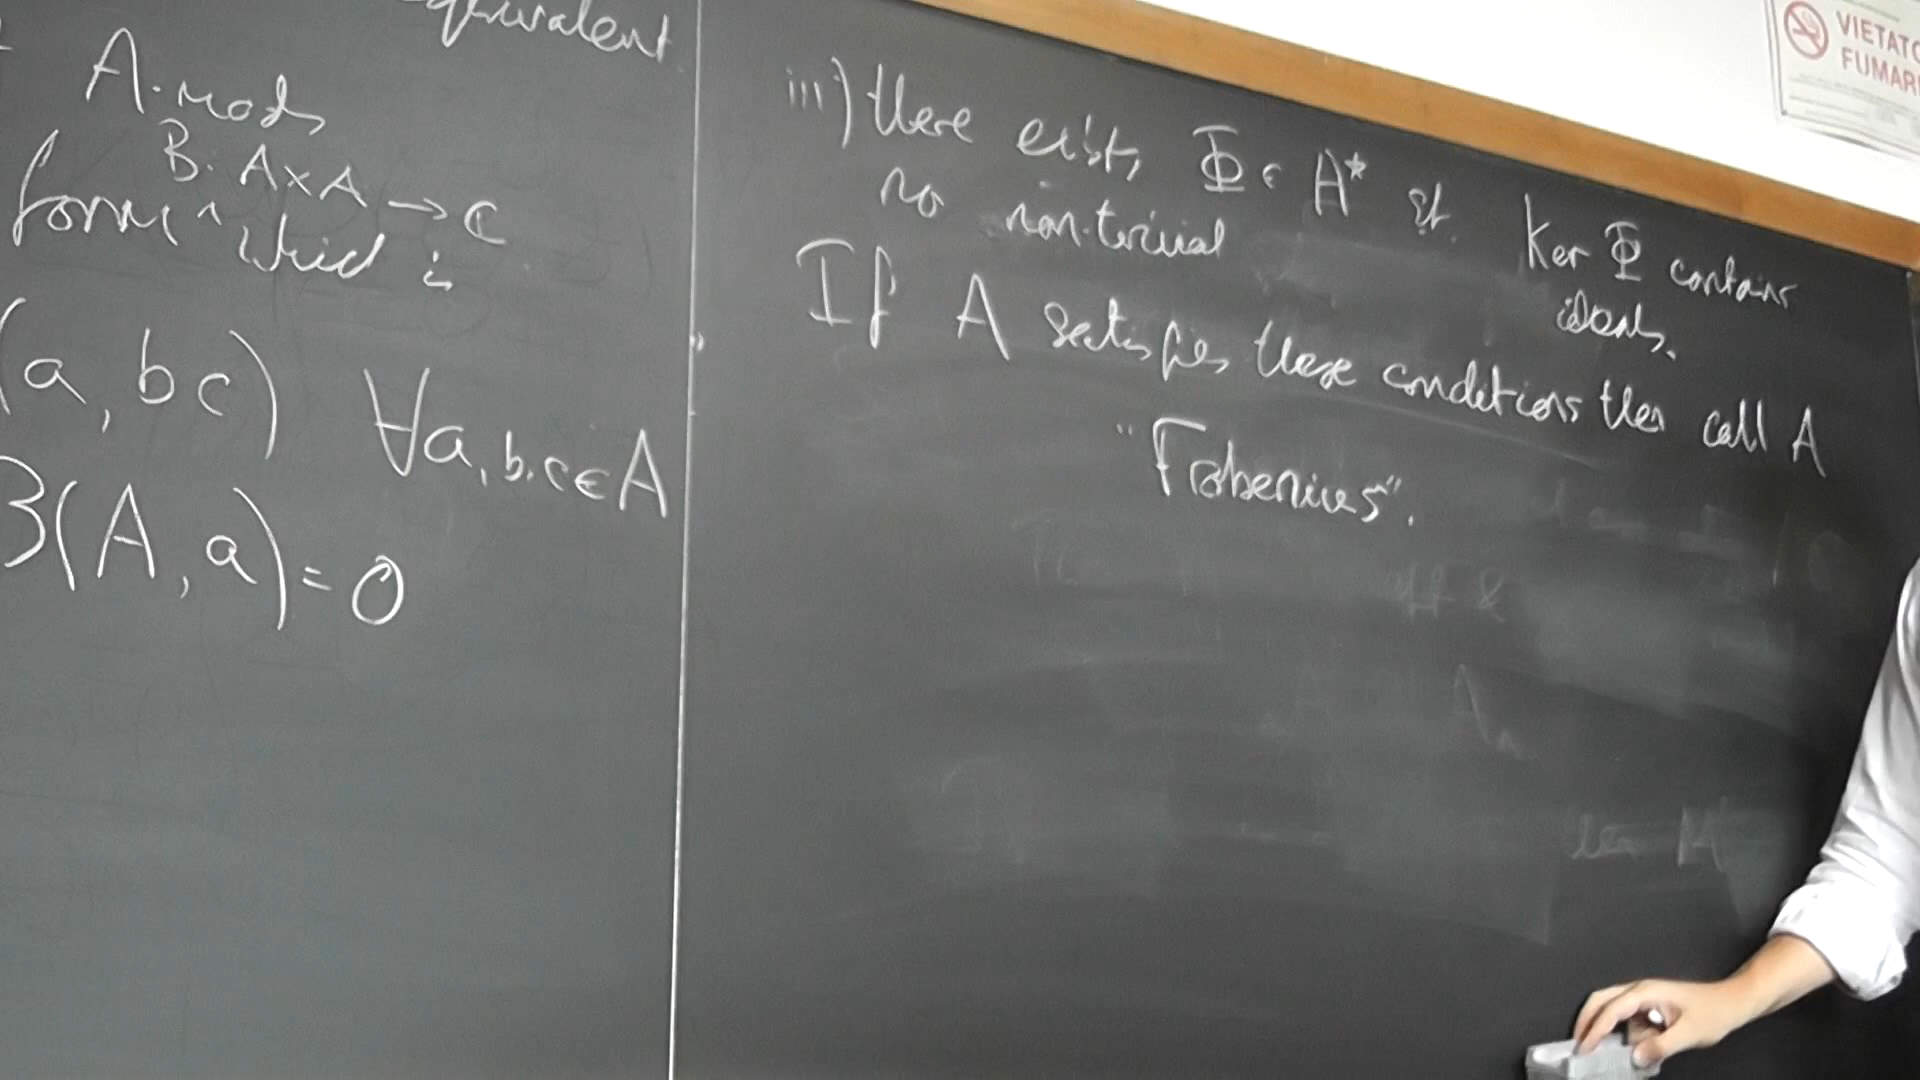 equivalent
A-mods
B: A×A → ℂ
form ^ which is
(a, bc) ∀a, b, c ∈ A
B(A, a) = 0
iii) there exists Φ ∈ A* st. Ker Φ contains
no non-trivial ideals.
If A satisfies these conditions then call A
"Frobenius".
VIETATO
FUMARE